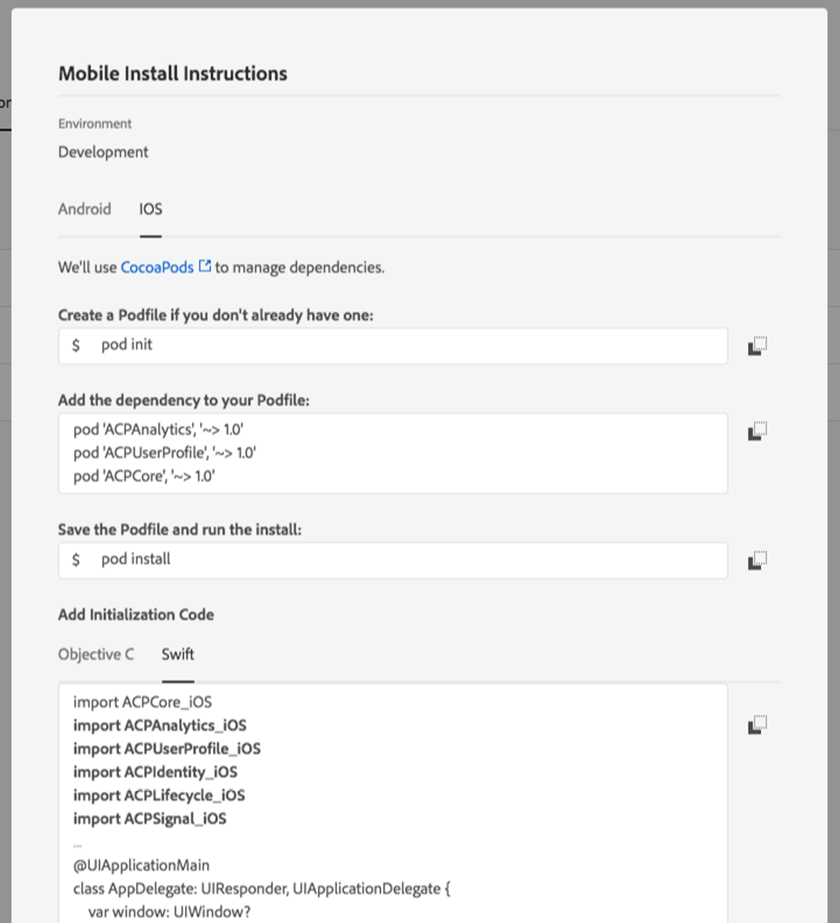 or
Mobile Install Instructions
Environment
Development
Android IOS
We'll use CocoaPods to manage dependencies.
Create a Podfile if you don't already have one:
$ pod init
Add the dependency to your Podfile:
pod 'ACPAnalytics', '~> 1.0'
pod 'ACPUserProfile', '~> 1.0'
pod 'ACPCore', '~> 1.0'
Save the Podfile and run the install:
$ pod install
Add Initialization Code
Objective C Swift
import ACPCore_iOS
import ACPAnalytics_iOS
import ACPUserProfile_iOS
import ACPIdentity_iOS
import ACPLifecycle_iOS
import ACPSignal_iOS
...
@UIApplicationMain
class AppDelegate: UIResponder, UIApplicationDelegate {
var window: UIWindow?